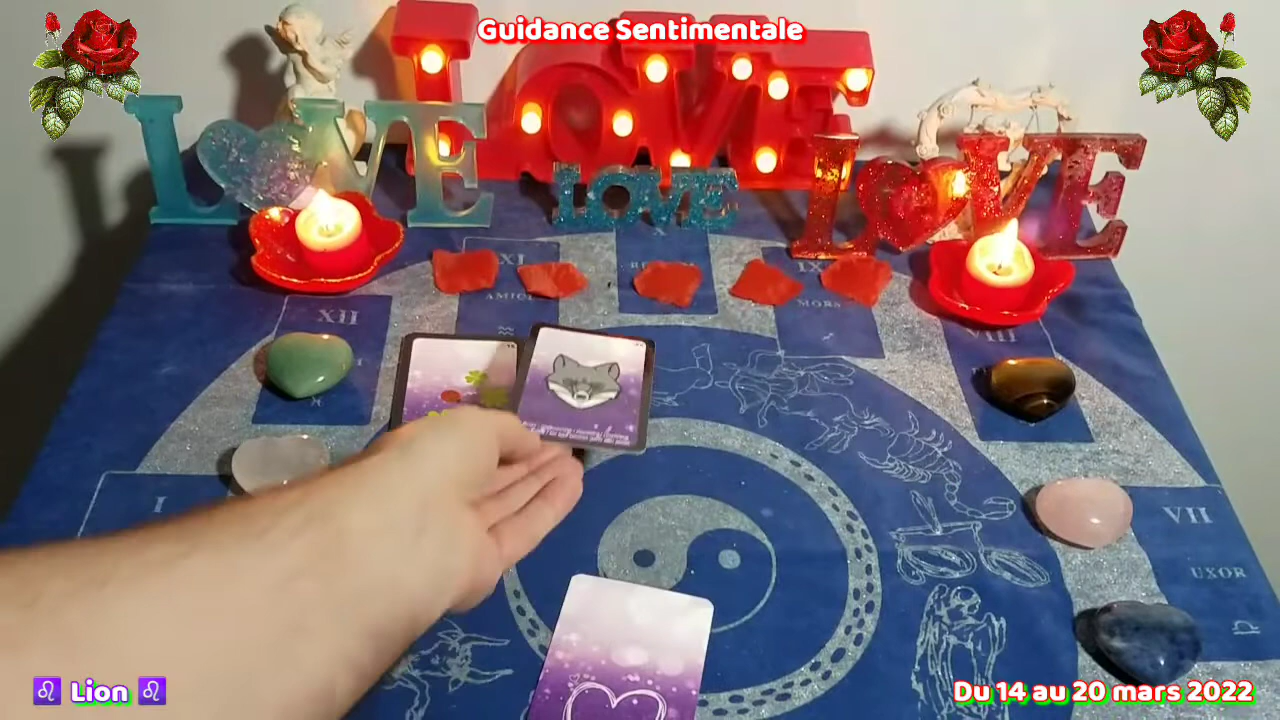 Guidance Sentimentale
LOVE
LOVE
LOVE
LOVE
XI
AMICI
IX
MORS
XII
VIII
I
VII
UXOR
♌ Lion ♌
Du 14 au 20 mars 2022